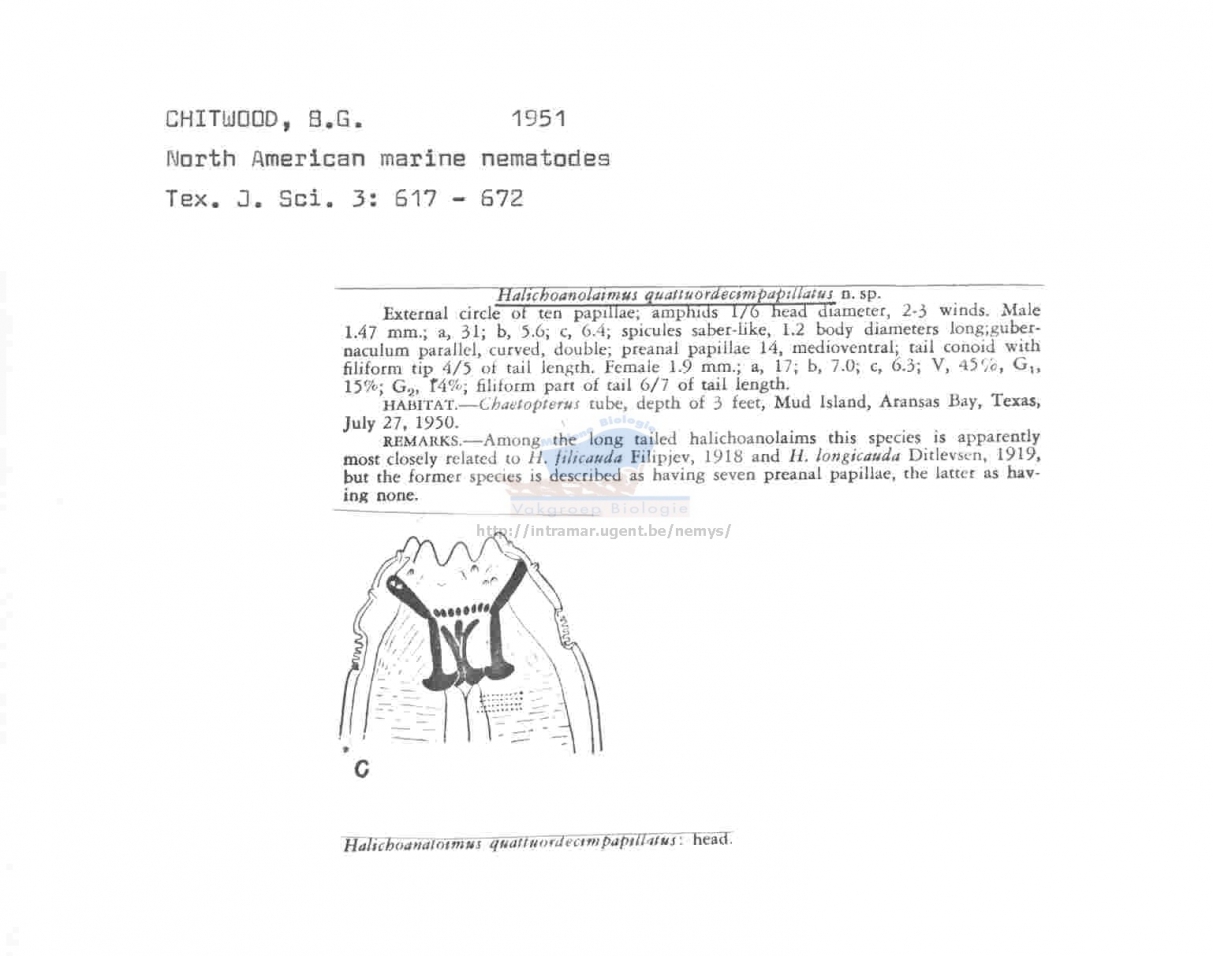 CHITWOOD, B.G. 1951
North American marine nematodes
Tex. J. Sci. 3: 617 - 672
Halichoanolaimus quattuordecimpapillatus n. sp.
External circle of ten papillae; amphids 1/6 head diameter, 2-3 winds. Male
1.47 mm.; a, 31; b, 5.6; c, 6.4; spicules saber-like, 1.2 body diameters long;guber-
naculum parallel, curved, double; preanal papillae 14, medioventral; tail conoid with
filiform tip 4/5 of tail length. Female 1.9 mm.; a, 17; b, 7.0; c, 6.3; V, 45%, G₁,
15%; G₂, 14%; filiform part of tail 6/7 of tail length.
HABITAT.—Chaetopterus tube, depth of 3 feet, Mud Island, Aransas Bay, Texas,
July 27, 1950.
REMARKS.—Among the long tailed halichoanolaims this species is apparently
most closely related to H. filicauda Filipjev, 1918 and H. longicauda Ditlevsen, 1919,
but the former species is described as having seven preanal papillae, the latter as hav-
ing none.
Biologie
Vakgroep Biologie
http://intramar.ugent.be/nemys/
C
Halichoanaloimus quattuordecimpapillatus: head.